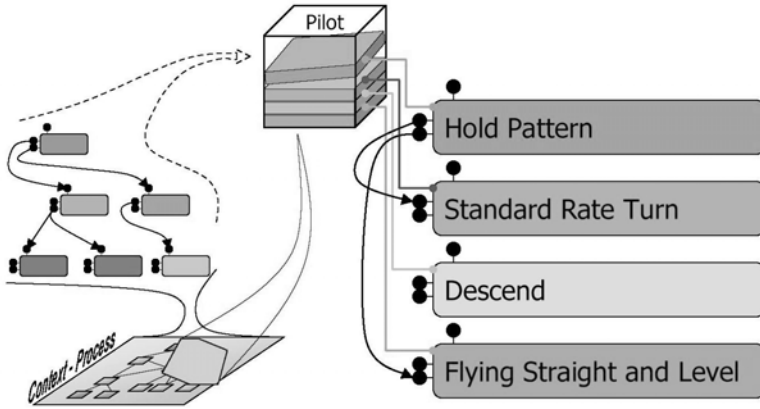 Pilot
Hold Pattern
Standard Rate Turn
Descend
Flying Straight and Level
Context - Process